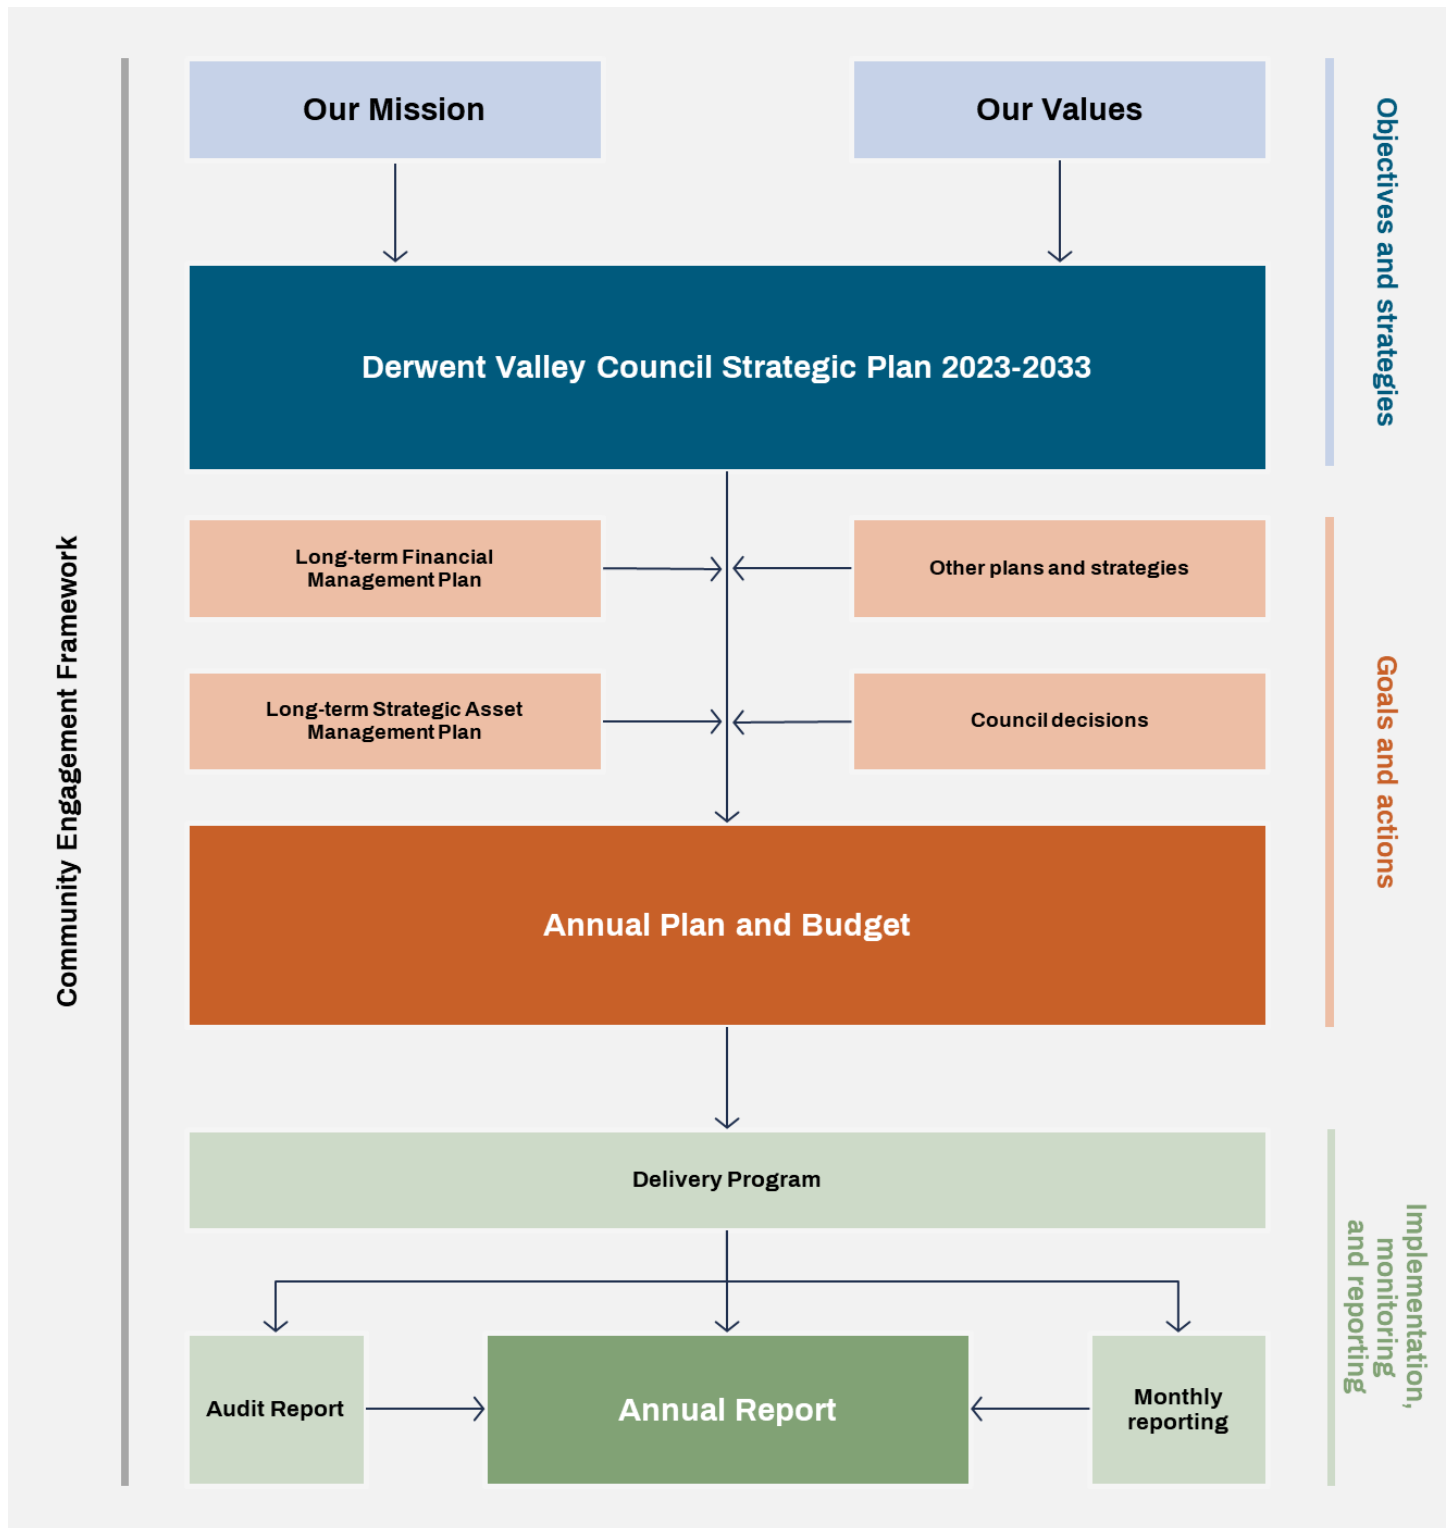 Our Mission
Our Values
Derwent Valley Council Strategic Plan 2023-2033
Objectives and strategies
Long-term Financial
Management Plan
Other plans and strategies
Long-term Strategic Asset
Management Plan
Council decisions
Annual Plan and Budget
Goals and actions
Community Engagement Framework
Delivery Program
Audit Report
Annual Report
Monthly
reporting
Implementation,
monitoring
and reporting